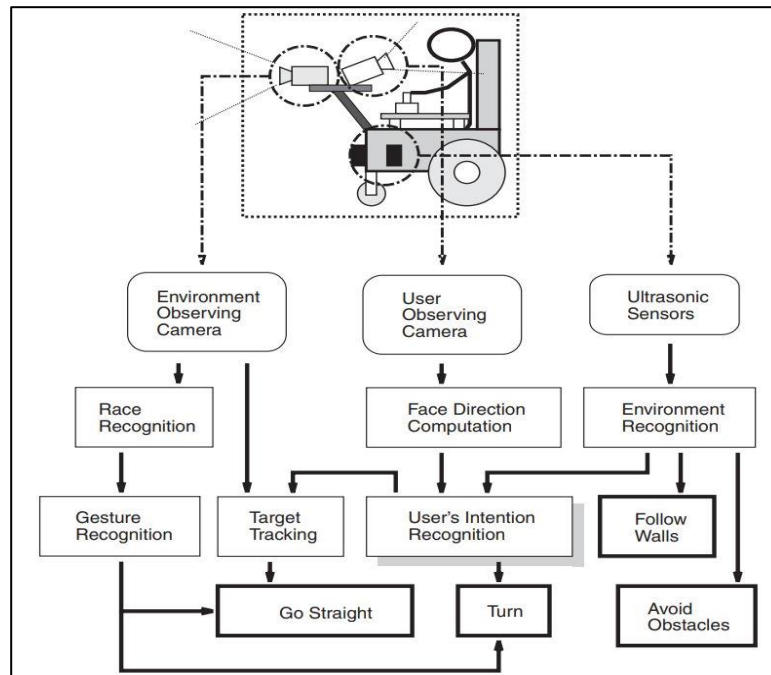 Environment
Observing
Camera
User
Observing
Camera
Ultrasonic
Sensors
Race
Recognition
Face Direction
Computation
Environment
Recognition
Gesture
Recognition
Target
Tracking
User's Intention
Recognition
Follow
Walls
Go Straight
Turn
Avoid
Obstacles